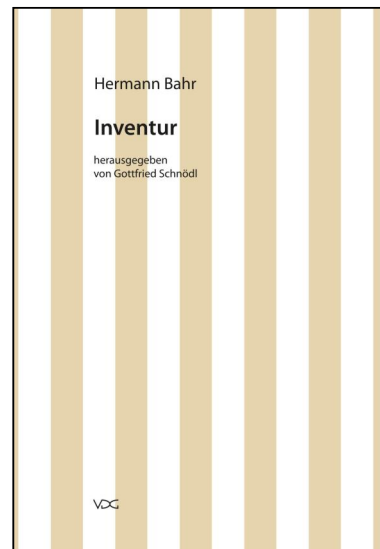 Hermann Bahr
Inventur
herausgegeben
von Gottfried Schnödl
VDG